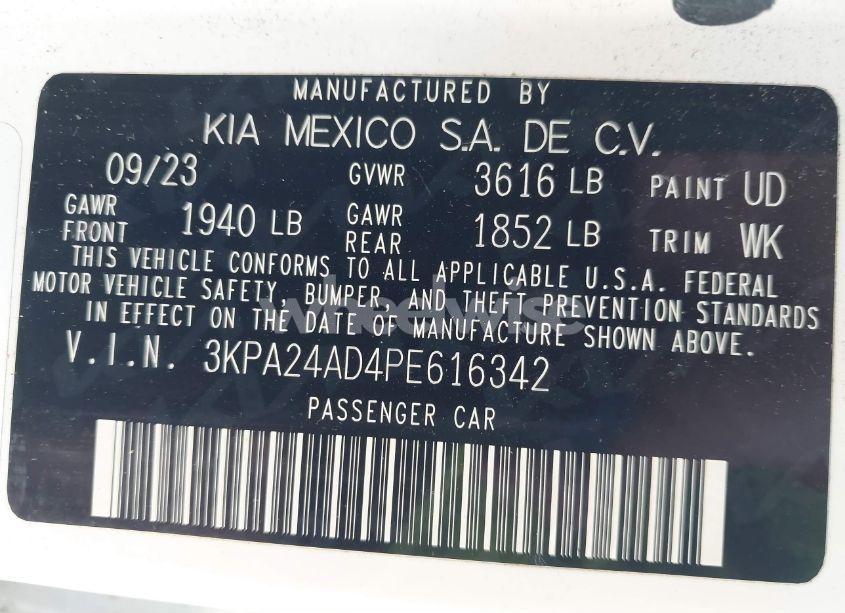 MANUFACTURED BY
KIA MEXICO S.A. DE C.V.
09/23 GVWR 3616 LB PAINT UD
GAWR FRONT 1940 LB GAWR REAR 1852 LB TRIM WK
THIS VEHICLE CONFORMS TO ALL APPLICABLE U.S.A. FEDERAL
MOTOR VEHICLE SAFETY, BUMPER, AND THEFT PREVENTION STANDARDS
IN EFFECT ON THE DATE OF MANUFACTURE SHOWN ABOVE.
V.I.N. 3KPA24AD4PE616342
PASSENGER CAR
wheelwise